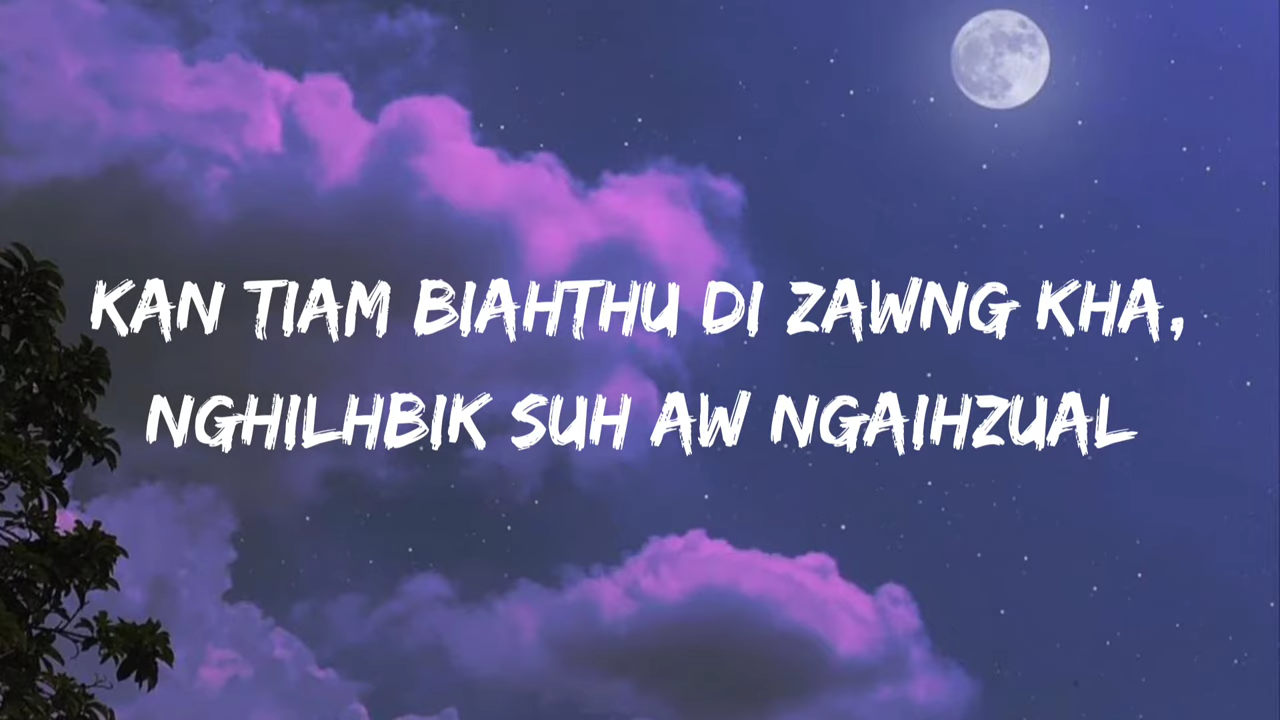 KAN TIAM BIAHTHU DI ZAWNG KHA,
NGHILHBIK SUH AW NGAIHZUAL